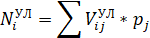 N_i^{УЛ} = ∑ V_{ij}^{УЛ} * p_j